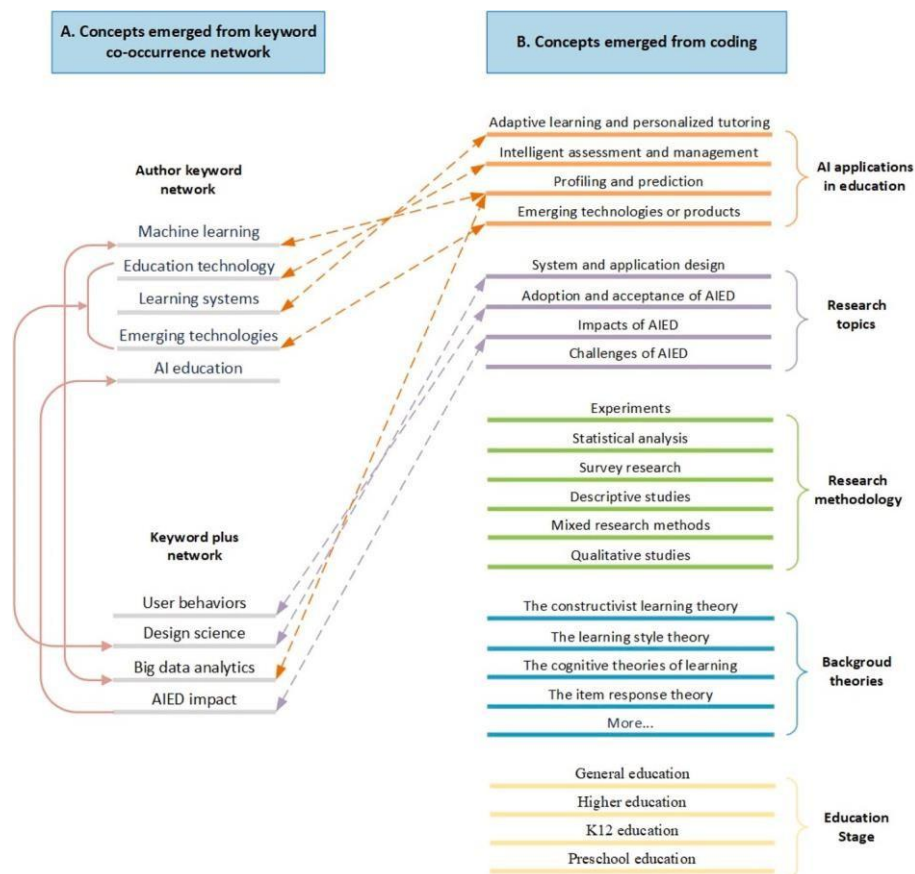 A. Concepts emerged from keyword
co-occurrence network
Author keyword
network
Machine learning
Education technology
Learning systems
Emerging technologies
AI education
Keyword plus
network
User behaviors
Design science
Big data analytics
AIED impact
B. Concepts emerged from coding
Adaptive learning and personalized tutoring
Intelligent assessment and management
Profiling and prediction
Emerging technologies or products
AI applications
in education
System and application design
Adoption and acceptance of AIED
Impacts of AIED
Challenges of AIED
Research
topics
Experiments
Statistical analysis
Survey research
Descriptive studies
Mixed research methods
Qualitative studies
Research
methodology
The constructivist learning theory
The learning style theory
The cognitive theories of learning
The item response theory
More...
Backgroud
theories
General education
Higher education
K12 education
Preschool education
Education
Stage